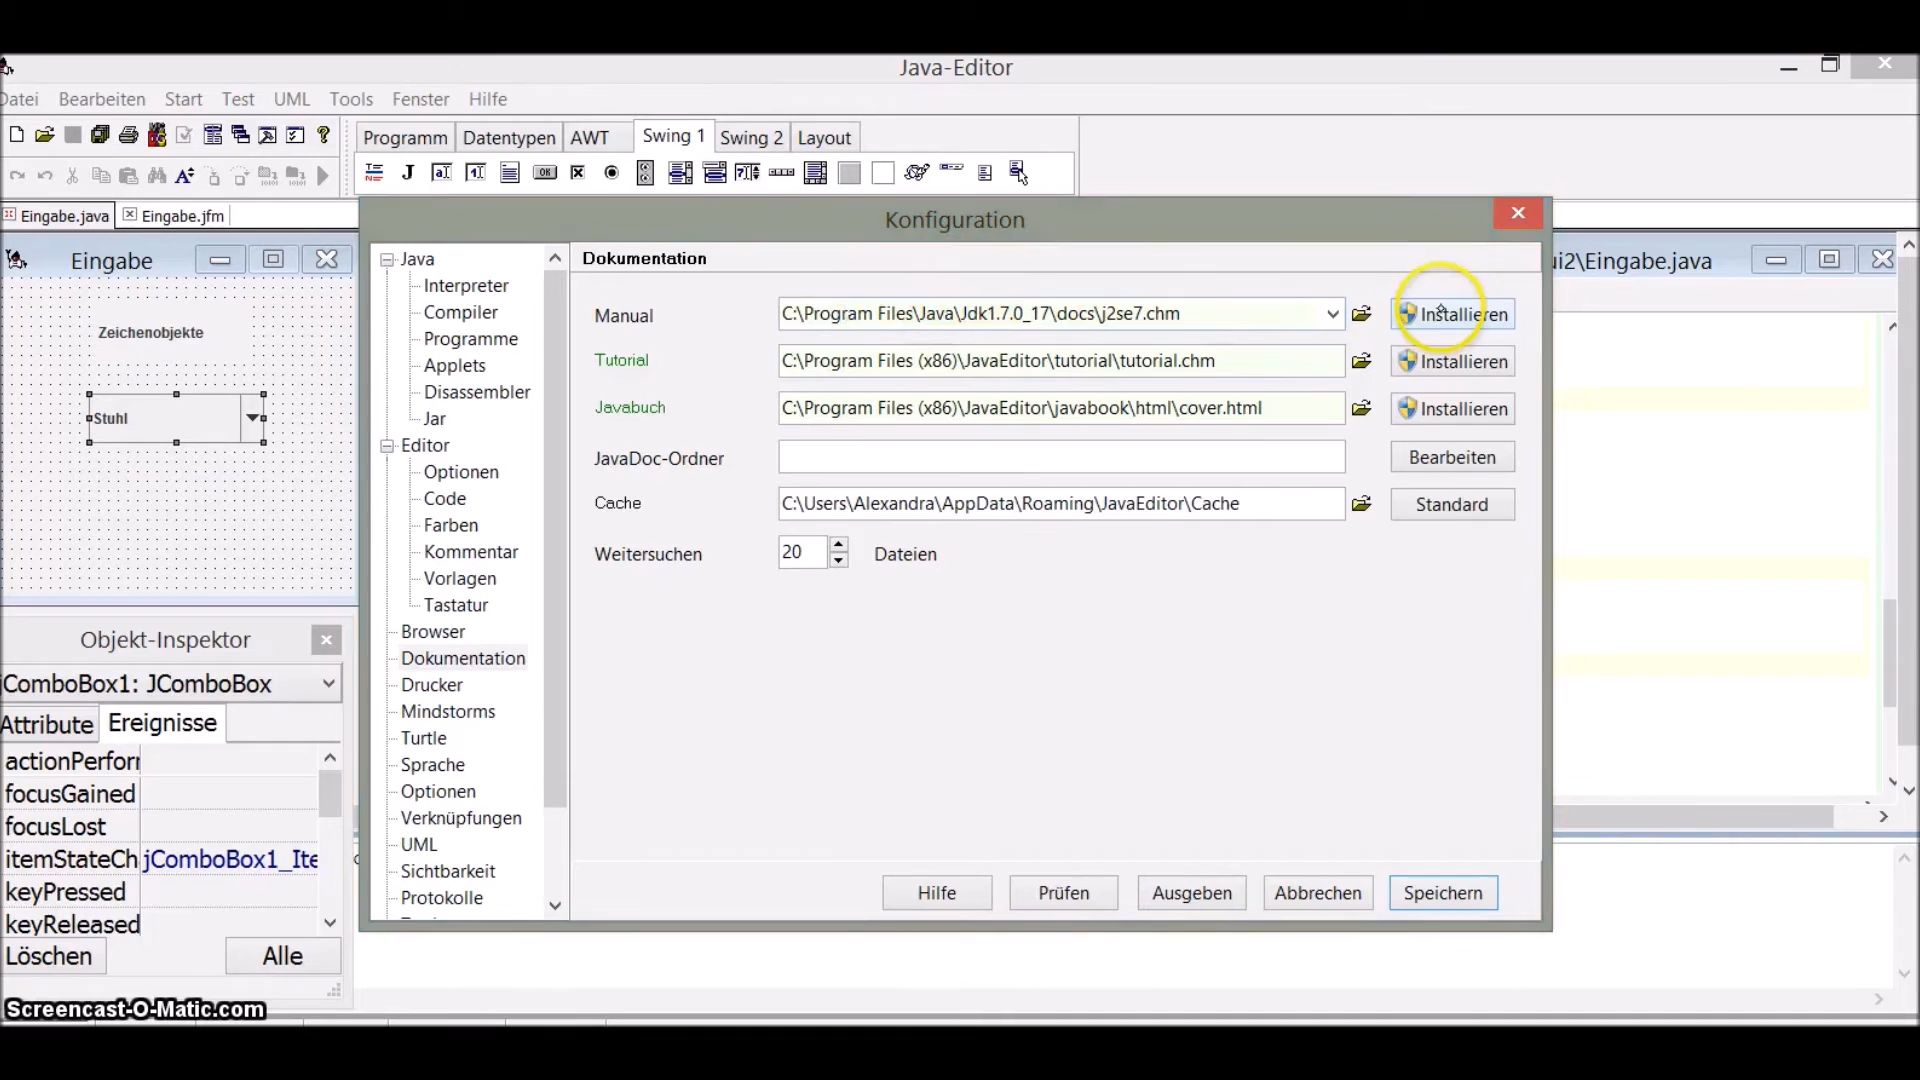 Java-Editor
Datei Bearbeiten Start Test UML Tools Fenster Hilfe
Programm Datentypen AWT Swing 1 Swing 2 Layout
Eingabe.java Eingabe.jfm
Konfiguration
Eingabe
ui2\Eingabe.java
Zeichenobjekte
Stuhl
Java
Interpreter
Compiler
Programme
Applets
Disassembler
Jar
Editor
Optionen
Code
Farben
Kommentar
Vorlagen
Tastatur
Browser
Dokumentation
Drucker
Mindstorms
Turtle
Sprache
Optionen
Verknüpfungen
UML
Sichtbarkeit
Protokolle
Dokumentation
Manual C:\Program Files\Java\Jdk1.7.0_17\docs\j2se7.chm Installieren
Tutorial C:\Program Files (x86)\JavaEditor\tutorial\tutorial.chm Installieren
Javabuch C:\Program Files (x86)\JavaEditor\javabook\html\cover.html Installieren
JavaDoc-Ordner Bearbeiten
Cache C:\Users\Alexandra\AppData\Roaming\JavaEditor\Cache Standard
Weitersuchen 20 Dateien
Hilfe Prüfen Ausgeben Abbrechen Speichern
Objekt-Inspektor
jComboBox1: JComboBox
Attribute Ereignisse
actionPerforn
focusGained
focusLost
itemStateCh jComboBox1_Ite
keyPressed
keyReleased
Löschen Alle
Screencast-O-Matic.com